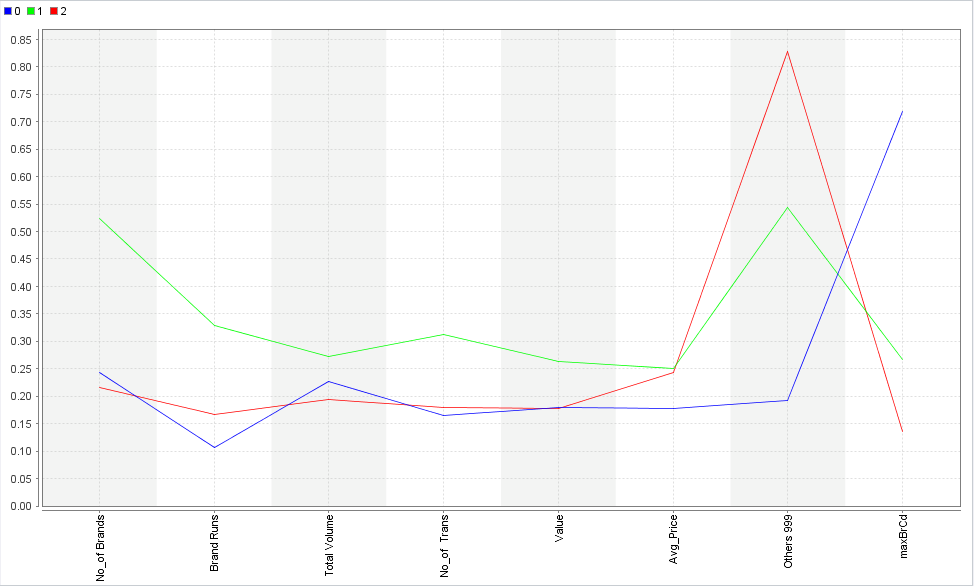 0 1 2
0.85
0.80
0.75
0.70
0.65
0.60
0.55
0.50
0.45
0.40
0.35
0.30
0.25
0.20
0.15
0.10
0.05
0.00
No_of Brands
Brand Runs
Total Volume
No_of_Trans
Value
Avg_Price
Others 999
maxBrCd